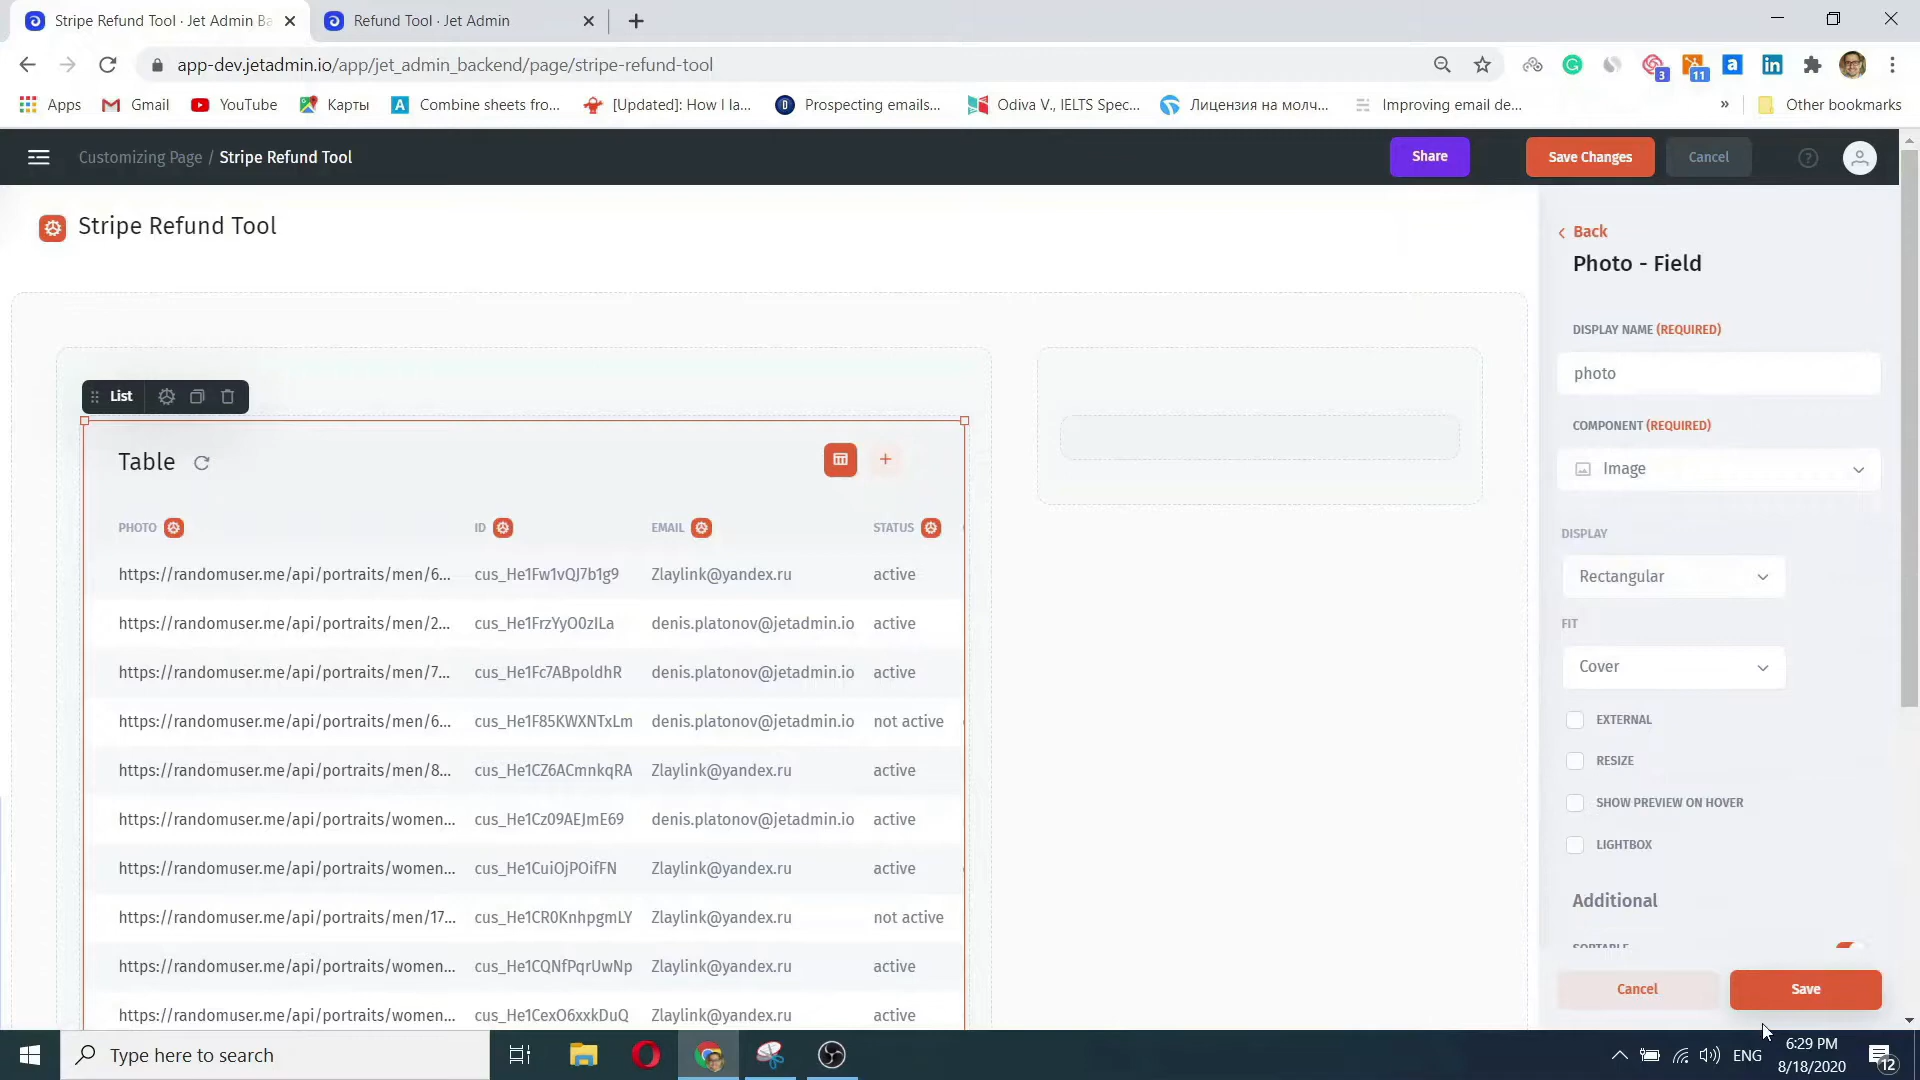 Stripe Refund Tool · Jet Admin Ba
Refund Tool · Jet Admin
app-dev.jetadmin.io/app/jet_admin_backend/page/stripe-refund-tool
3
11
Apps
Gmail
YouTube
Карты
Combine sheets fro...
[Updated]: How I la...
Prospecting emails...
Odiva V., IELTS Spec...
Лицензия на молч...
Improving email de...
Other bookmarks
Customizing Page / Stripe Refund Tool
Share
Save Changes
Cancel
Stripe Refund Tool
Back
Photo - Field
DISPLAY NAME (REQUIRED)
photo
COMPONENT (REQUIRED)
Image
DISPLAY
Rectangular
FIT
Cover
EXTERNAL
RESIZE
SHOW PREVIEW ON HOVER
LIGHTBOX
Additional
SORTABLE
Cancel
Save
List
Table
PHOTO ID EMAIL STATUS
https://randomuser.me/api/portraits/men/6... cus_He1Fw1vQJ7b1g9 Zlaylink@yandex.ru active
https://randomuser.me/api/portraits/men/2... cus_He1FrzYyO0zILa denis.platonov@jetadmin.io active
https://randomuser.me/api/portraits/men/7... cus_He1Fc7ABpoldhR denis.platonov@jetadmin.io active
https://randomuser.me/api/portraits/men/6... cus_He1F85KWXNTxLm denis.platonov@jetadmin.io not active
https://randomuser.me/api/portraits/men/8... cus_He1CZ6ACmnkqRA Zlaylink@yandex.ru active
https://randomuser.me/api/portraits/women... cus_He1Cz09AEJmE69 denis.platonov@jetadmin.io active
https://randomuser.me/api/portraits/women... cus_He1CuiOjPOifFN Zlaylink@yandex.ru active
https://randomuser.me/api/portraits/men/17... cus_He1CR0KnhpgmLY Zlaylink@yandex.ru not active
https://randomuser.me/api/portraits/women... cus_He1CQNfPqrUwNp Zlaylink@yandex.ru active
https://randomuser.me/api/portraits/women... cus_He1CexO6xxkDuQ Zlaylink@yandex.ru active
Type here to search
ENG
6:29 PM
8/18/2020
12